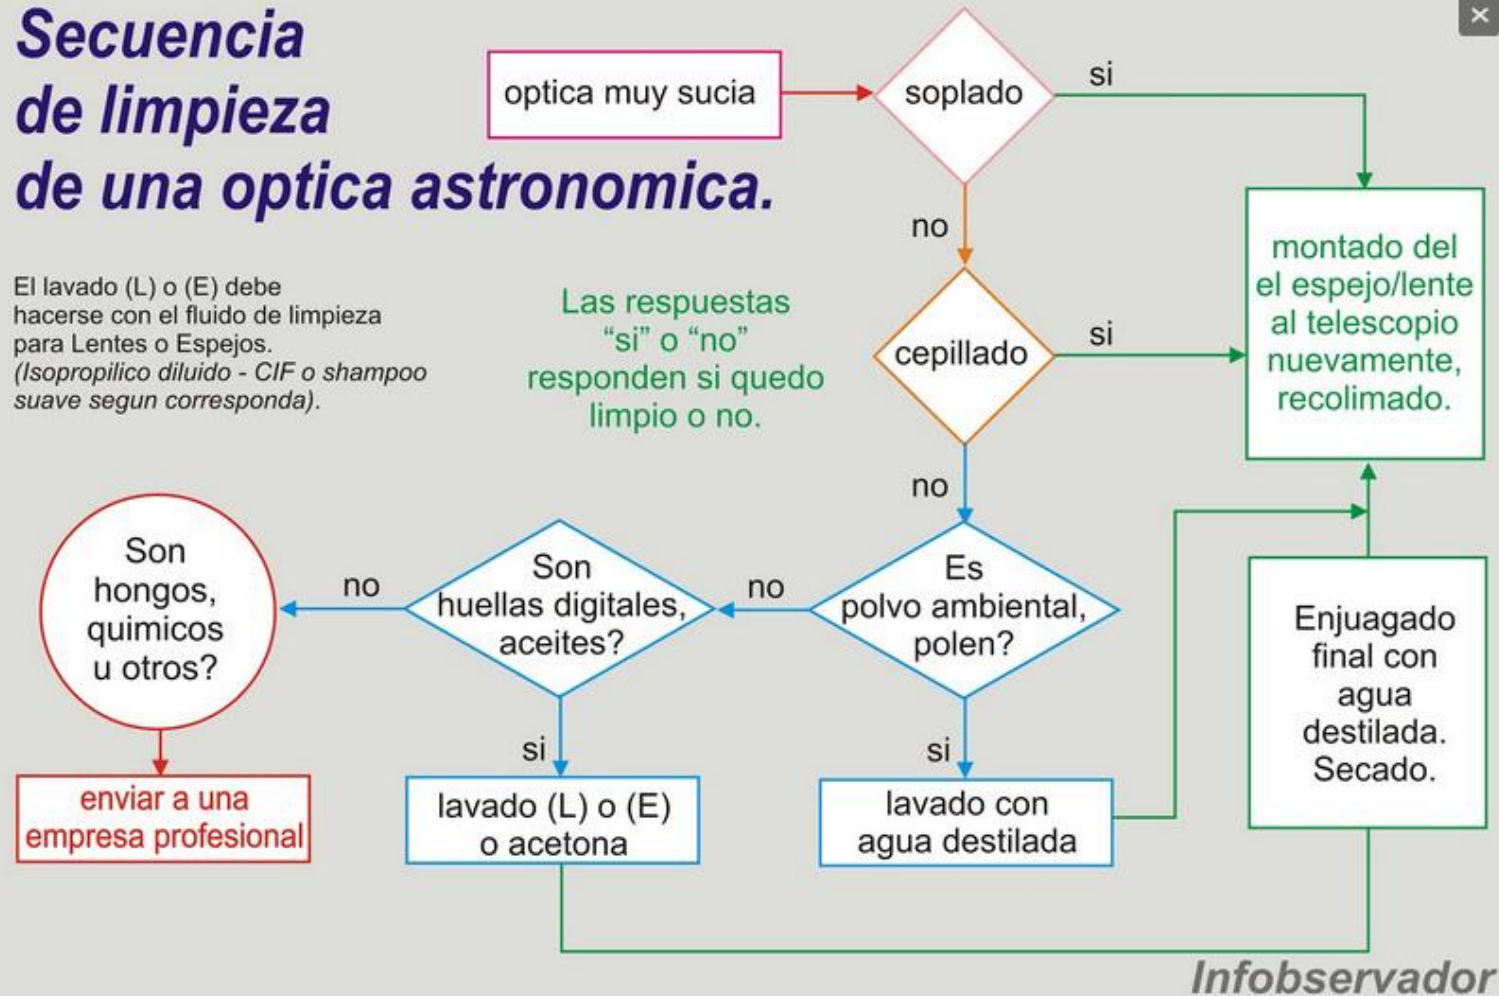 Secuencia
de limpieza
de una optica astronomica.
optica muy sucia
soplado
si
no
El lavado (L) o (E) debe
hacerse con el fluido de limpieza
para Lentes o Espejos.
(Isopropilico diluido - CIF o shampoo
suave segun corresponda).
Las respuestas
“si” o “no”
responden si quedo
limpio o no.
cepillado
si
no
montado del
el espejo/lente
al telescopio
nuevamente,
recolimado.
Es
polvo ambiental,
polen?
no
si
Son
huellas digitales,
aceites?
no
si
Son
hongos,
quimicos
u otros?
enviar a una
empresa profesional
lavado (L) o (E)
o acetona
lavado con
agua destilada
Enjuagado
final con
agua
destilada.
Secado.
Infobservador